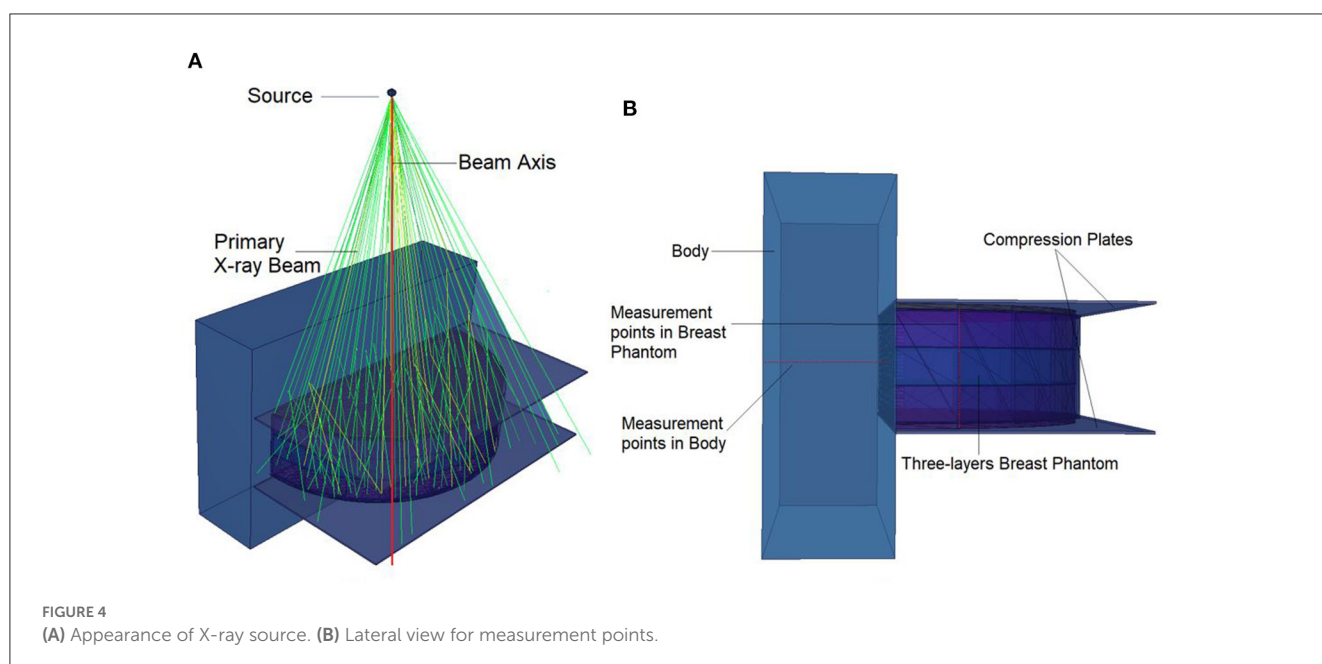 A
Source
Beam Axis
Primary
X-ray Beam
B
Body
Compression Plates
Measurement
points in Breast
Phantom
Measurement
points in Body
Three-layers Breast Phantom
FIGURE 4
(A) Appearance of X-ray source. (B) Lateral view for measurement points.